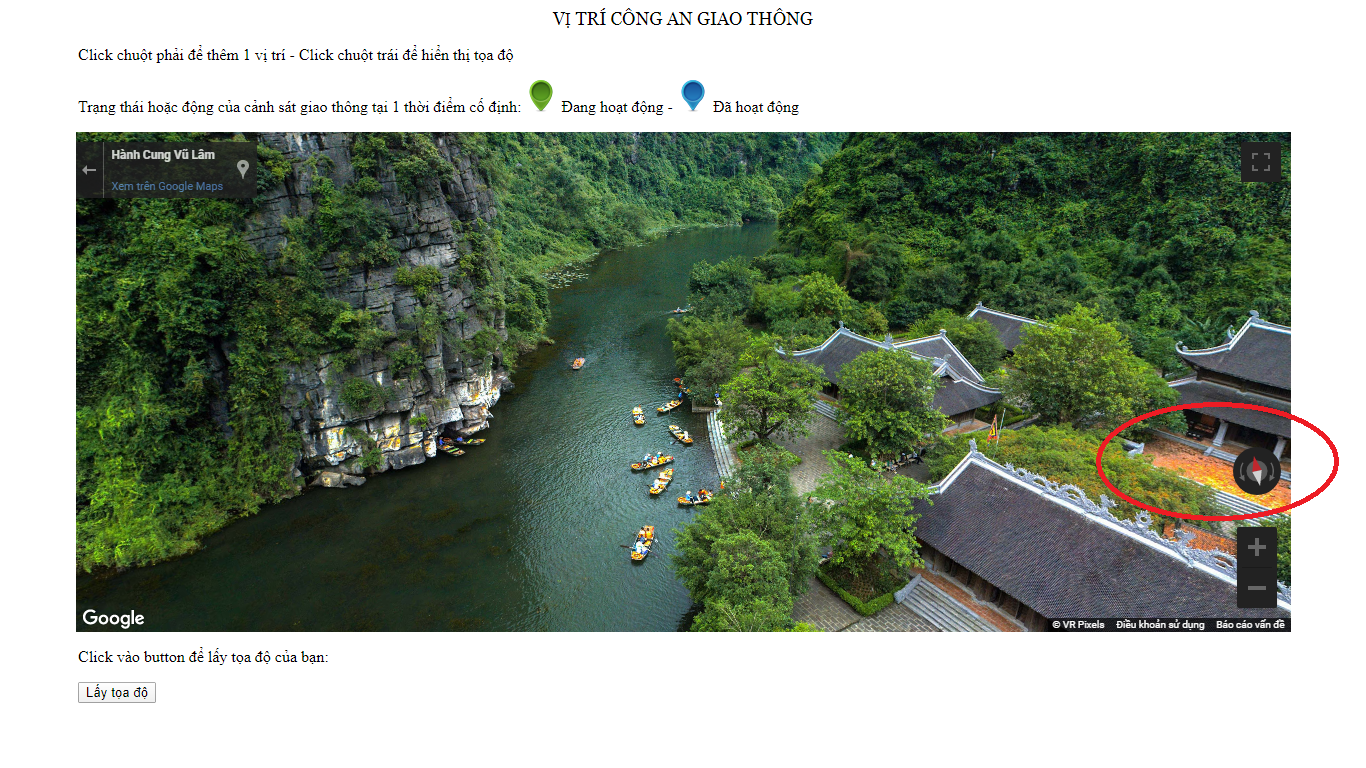 VỊ TRÍ CÔNG AN GIAO THÔNG
Click chuột phải để thêm 1 vị trí - Click chuột trái để hiển thị tọa độ
Trạng thái hoặc động của cảnh sát giao thông tại 1 thời điểm cố định: Đang hoạt động - Đã hoạt động
Hành Cung Vũ Lâm
Xem trên Google Maps
Google
© VR Pixels Điều khoản sử dụng Báo cáo vấn đề
Click vào button để lấy tọa độ của bạn:
Lấy tọa độ